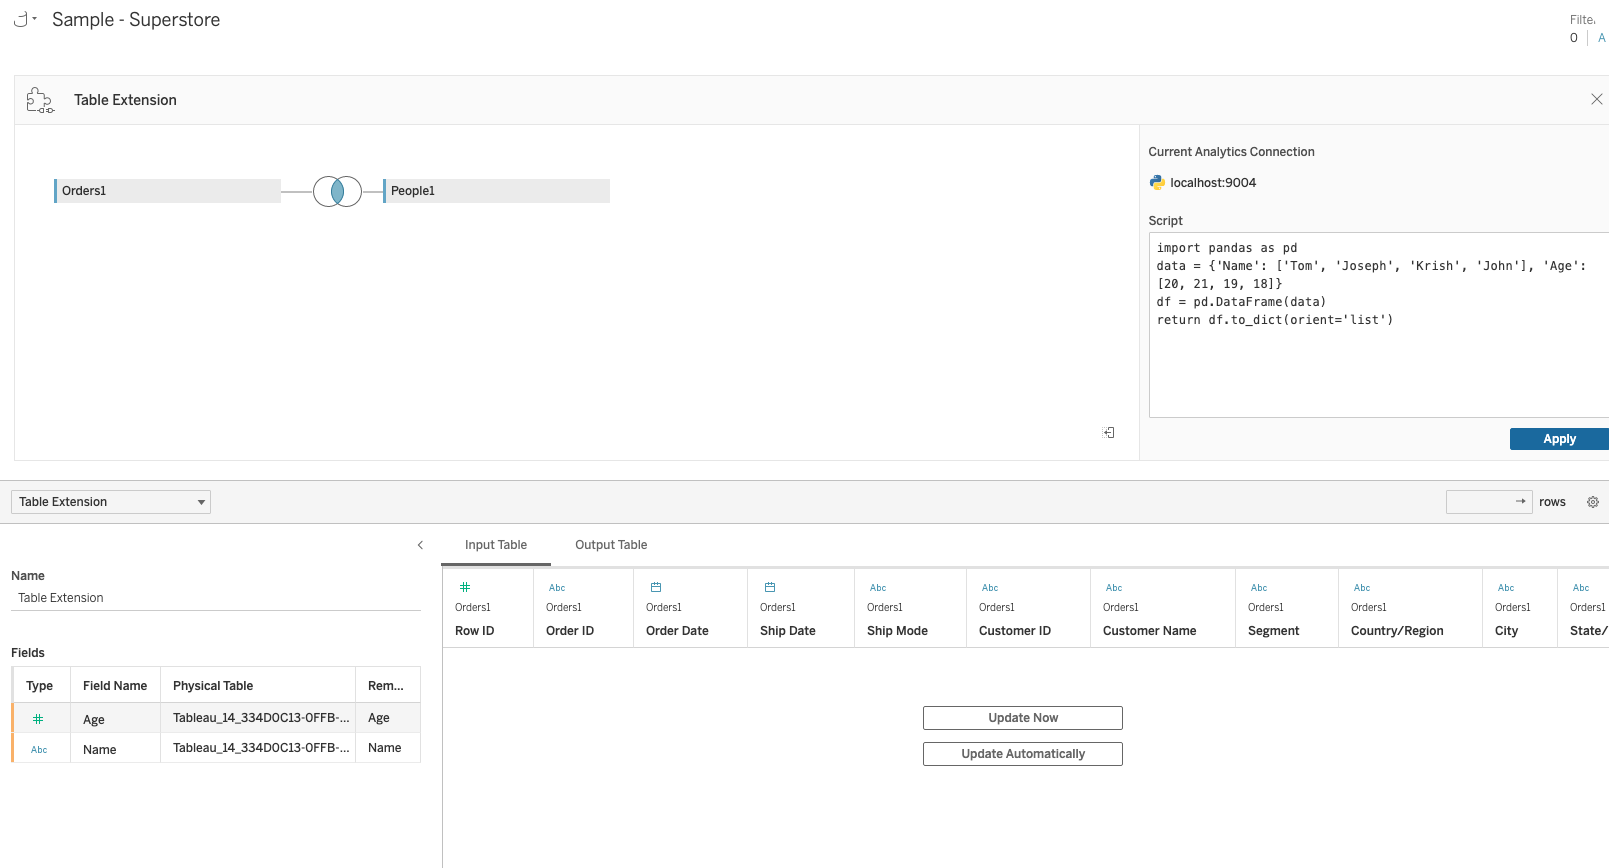 Sample - Superstore
0
Table Extension
Orders1
People1
Current Analytics Connection
localhost:9004
Script
import pandas as pd
data = {'Name': ['Tom', 'Joseph', 'Krish', 'John'], 'Age':
[20, 21, 19, 18]}
df = pd.DataFrame(data)
return df.to_dict(orient='list')
Apply
Table Extension
rows
Input Table
Output Table
Name
Table Extension
Fields
Type Field Name Physical Table Rem...
# Age Tableau_14_334D0C13-0FFB-... Age
Abc Name Tableau_14_334D0C13-0FFB-... Name
# Abc Abc Abc Abc Abc Abc Abc Abc
Orders1 Orders1 Orders1 Orders1 Orders1 Orders1 Orders1 Orders1 Orders1 Orders1 Orders1
Row ID Order ID Order Date Ship Date Ship Mode Customer ID Customer Name Segment Country/Region City State/
Update Now
Update Automatically